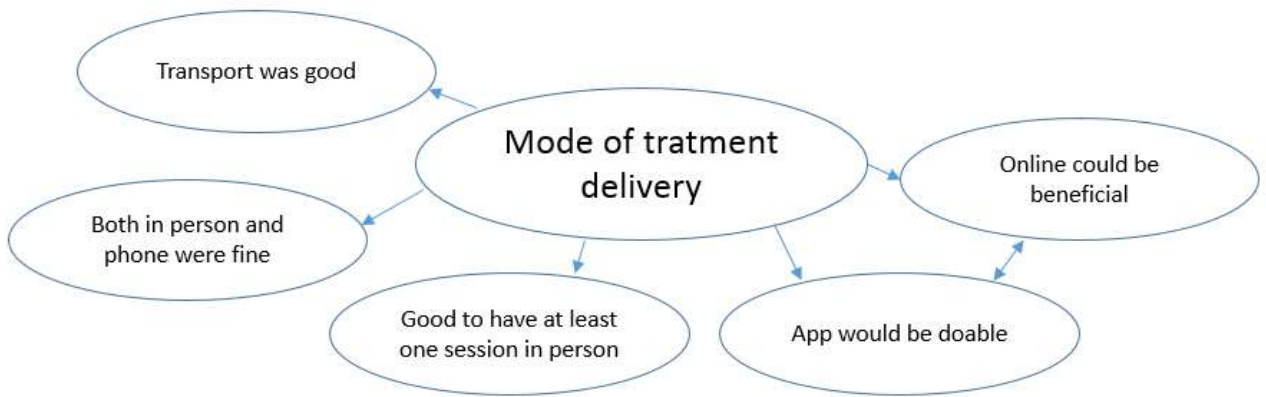 Transport was good
Mode of tratment
delivery
Online could be
beneficial
Both in person and
phone were fine
Good to have at least
one session in person
App would be doable